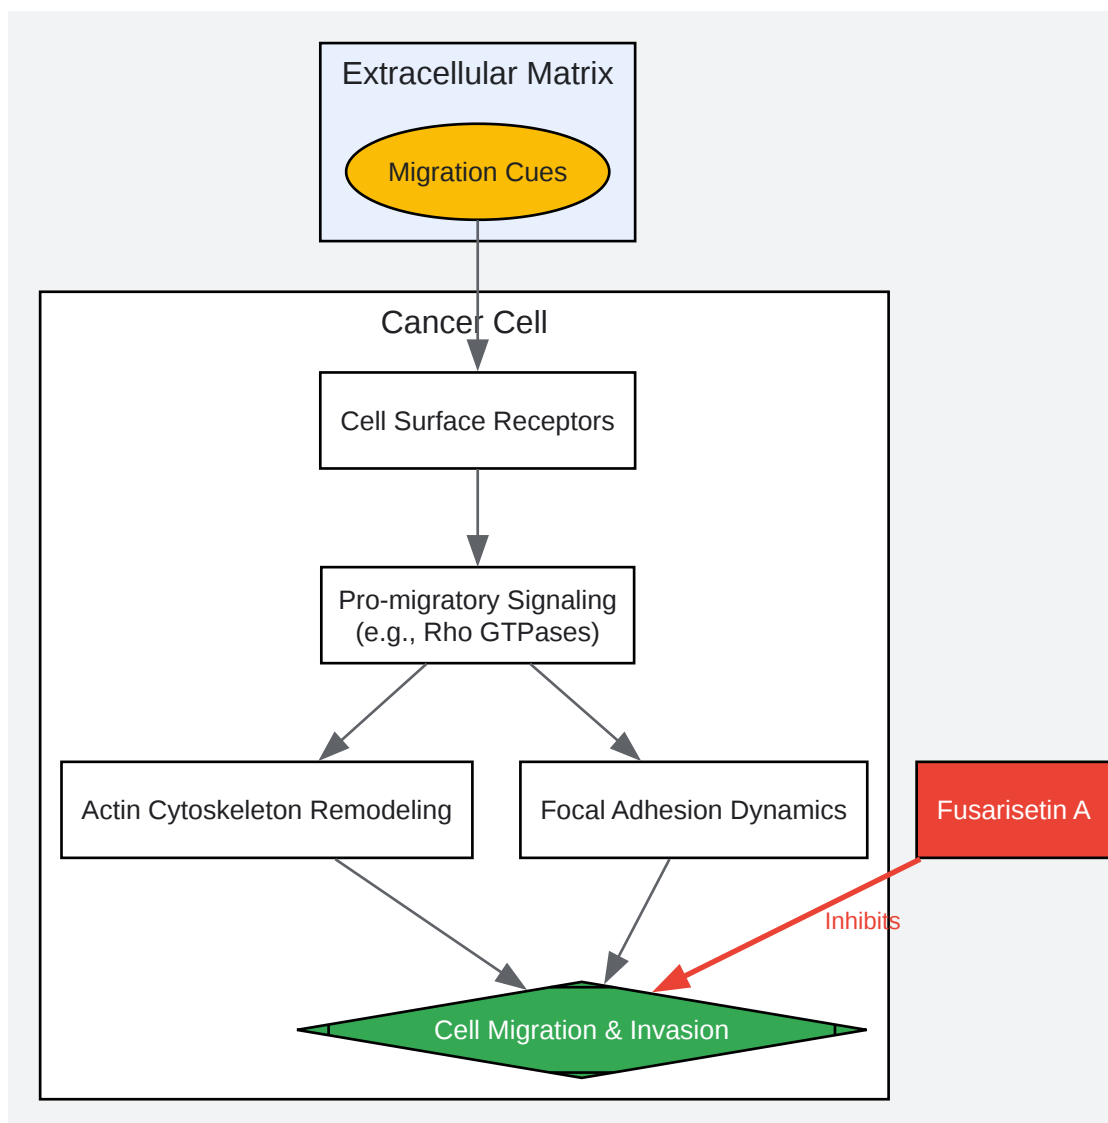 Extracellular Matrix
Migration Cues
Cancer Cell
Cell Surface Receptors
Pro-migratory Signaling
(e.g., Rho GTPases)
Actin Cytoskeleton Remodeling
Focal Adhesion Dynamics
Fusarisetin A
Inhibits
Cell Migration & Invasion